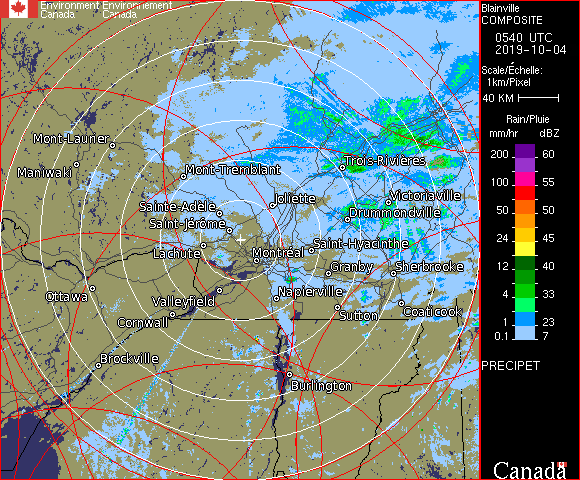 Environment Environnement
Canada Canada
Blainville
COMPOSITE
0540 UTC
2019-10-04
Scale/Échelle:
1km/Pixel
40 KM
Rain/Pluie
mm/hr dBZ
200 60
100 55
50 50
24 45
12 40
4 33
1 23
0.1 7
PRECIPET
Canada
Mont-Laurier
Maniwaki
Mont-Tremblant
Trois-Rivières
Sainte-Adèle
Joliette
Victoriaville
Drummondville
Saint-Jérôme
Lachute
Montréal
Saint-Hyacinthe
Granby
Sherbrooke
Ottawa
Valleyfield
Napierville
Cornwall
Sutton
Coaticook
Brockville
Burlington